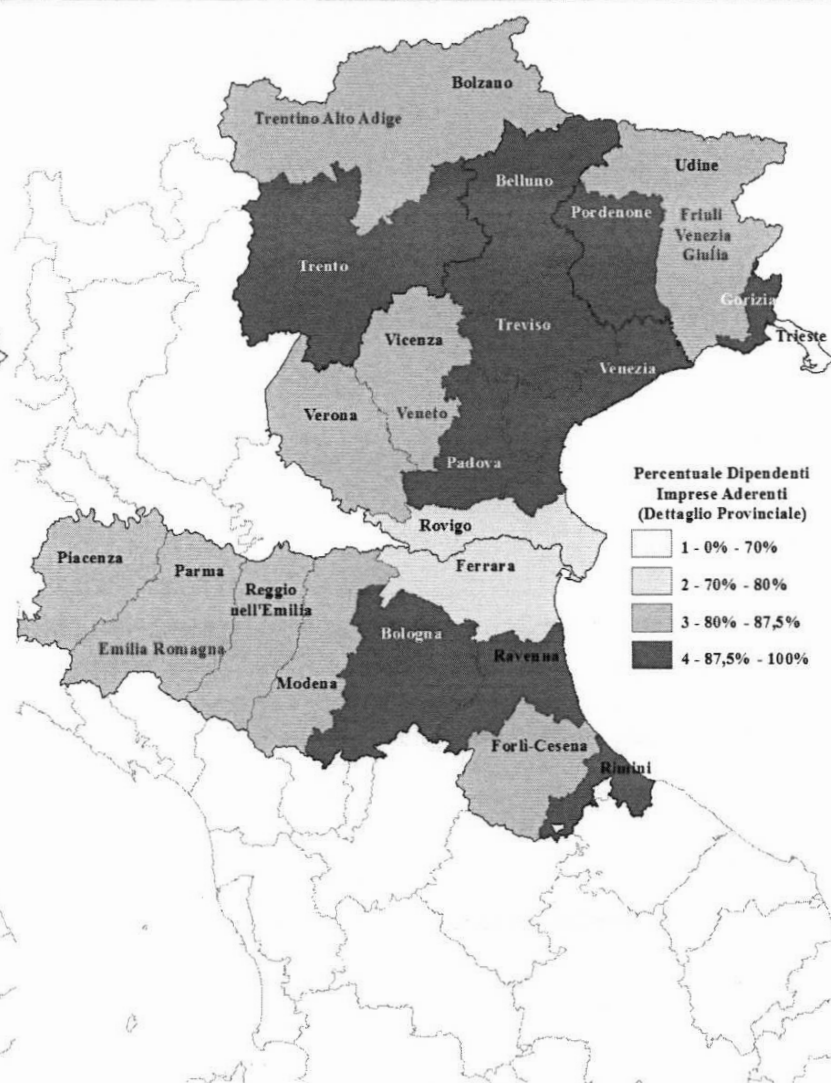 Bolzano
Trentino Alto Adige
Udine
Belluno
Pordenone
Friuli
Venezia
Giulia
Trento
Gorizia
Treviso
Trieste
Vicenza
Venezia
Verona
Veneto
Padova
Percentuale Dipendenti
Imprese Aderenti
(Dettaglio Provinciale)
1 - 0% - 70%
2 - 70% - 80%
3 - 80% - 87,5%
4 - 87,5% - 100%
Rovigo
Piacenza
Parma
Ferrara
Reggio
nell'Emilia
Bologna
Emilia Romagna
Ravenna
Modena
Forlì-Cesena
Rimini